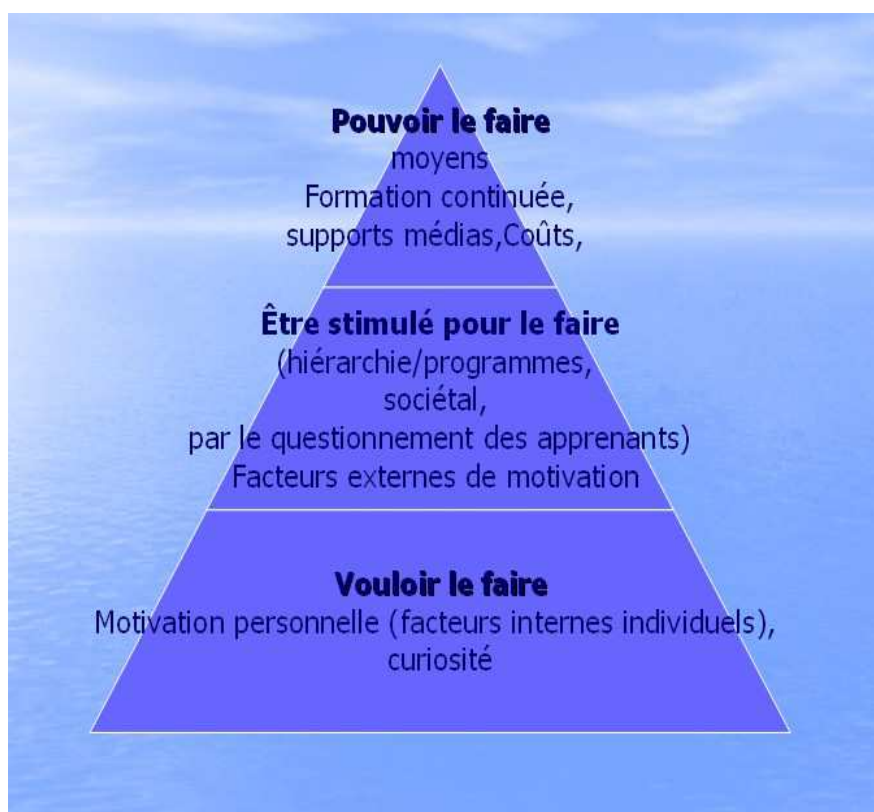 Pouvoir le faire
moyens
Formation continuée,
supports médias,Coûts,
Être stimulé pour le faire
(hiérarchie/programmes,
sociétal,
par le questionnement des apprenants)
Facteurs externes de motivation
Vouloir le faire
Motivation personnelle (facteurs internes individuels),
curiosité